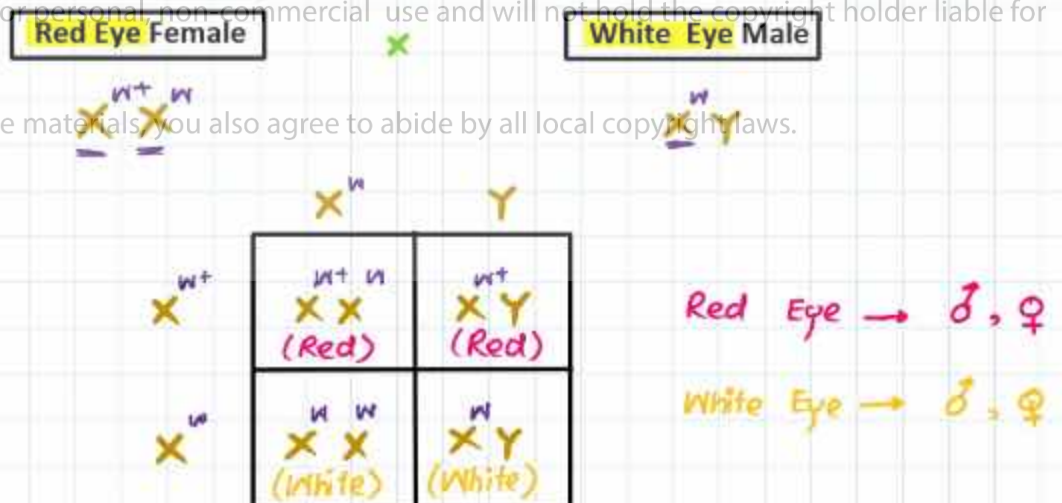 or personal, non-commercial use and will not hold the copyright holder liable for
Red Eye Female × White Eye Male
X^w+ X^w X^w Y
e materials, you also agree to abide by all local copyright laws.
X^w Y
X^w+ X^w+ X^w X^w+ Y
(Red) (Red)
Red Eye → ♂, ♀
X^w X^w X^w X^w Y
(White) (White)
White Eye → ♂, ♀